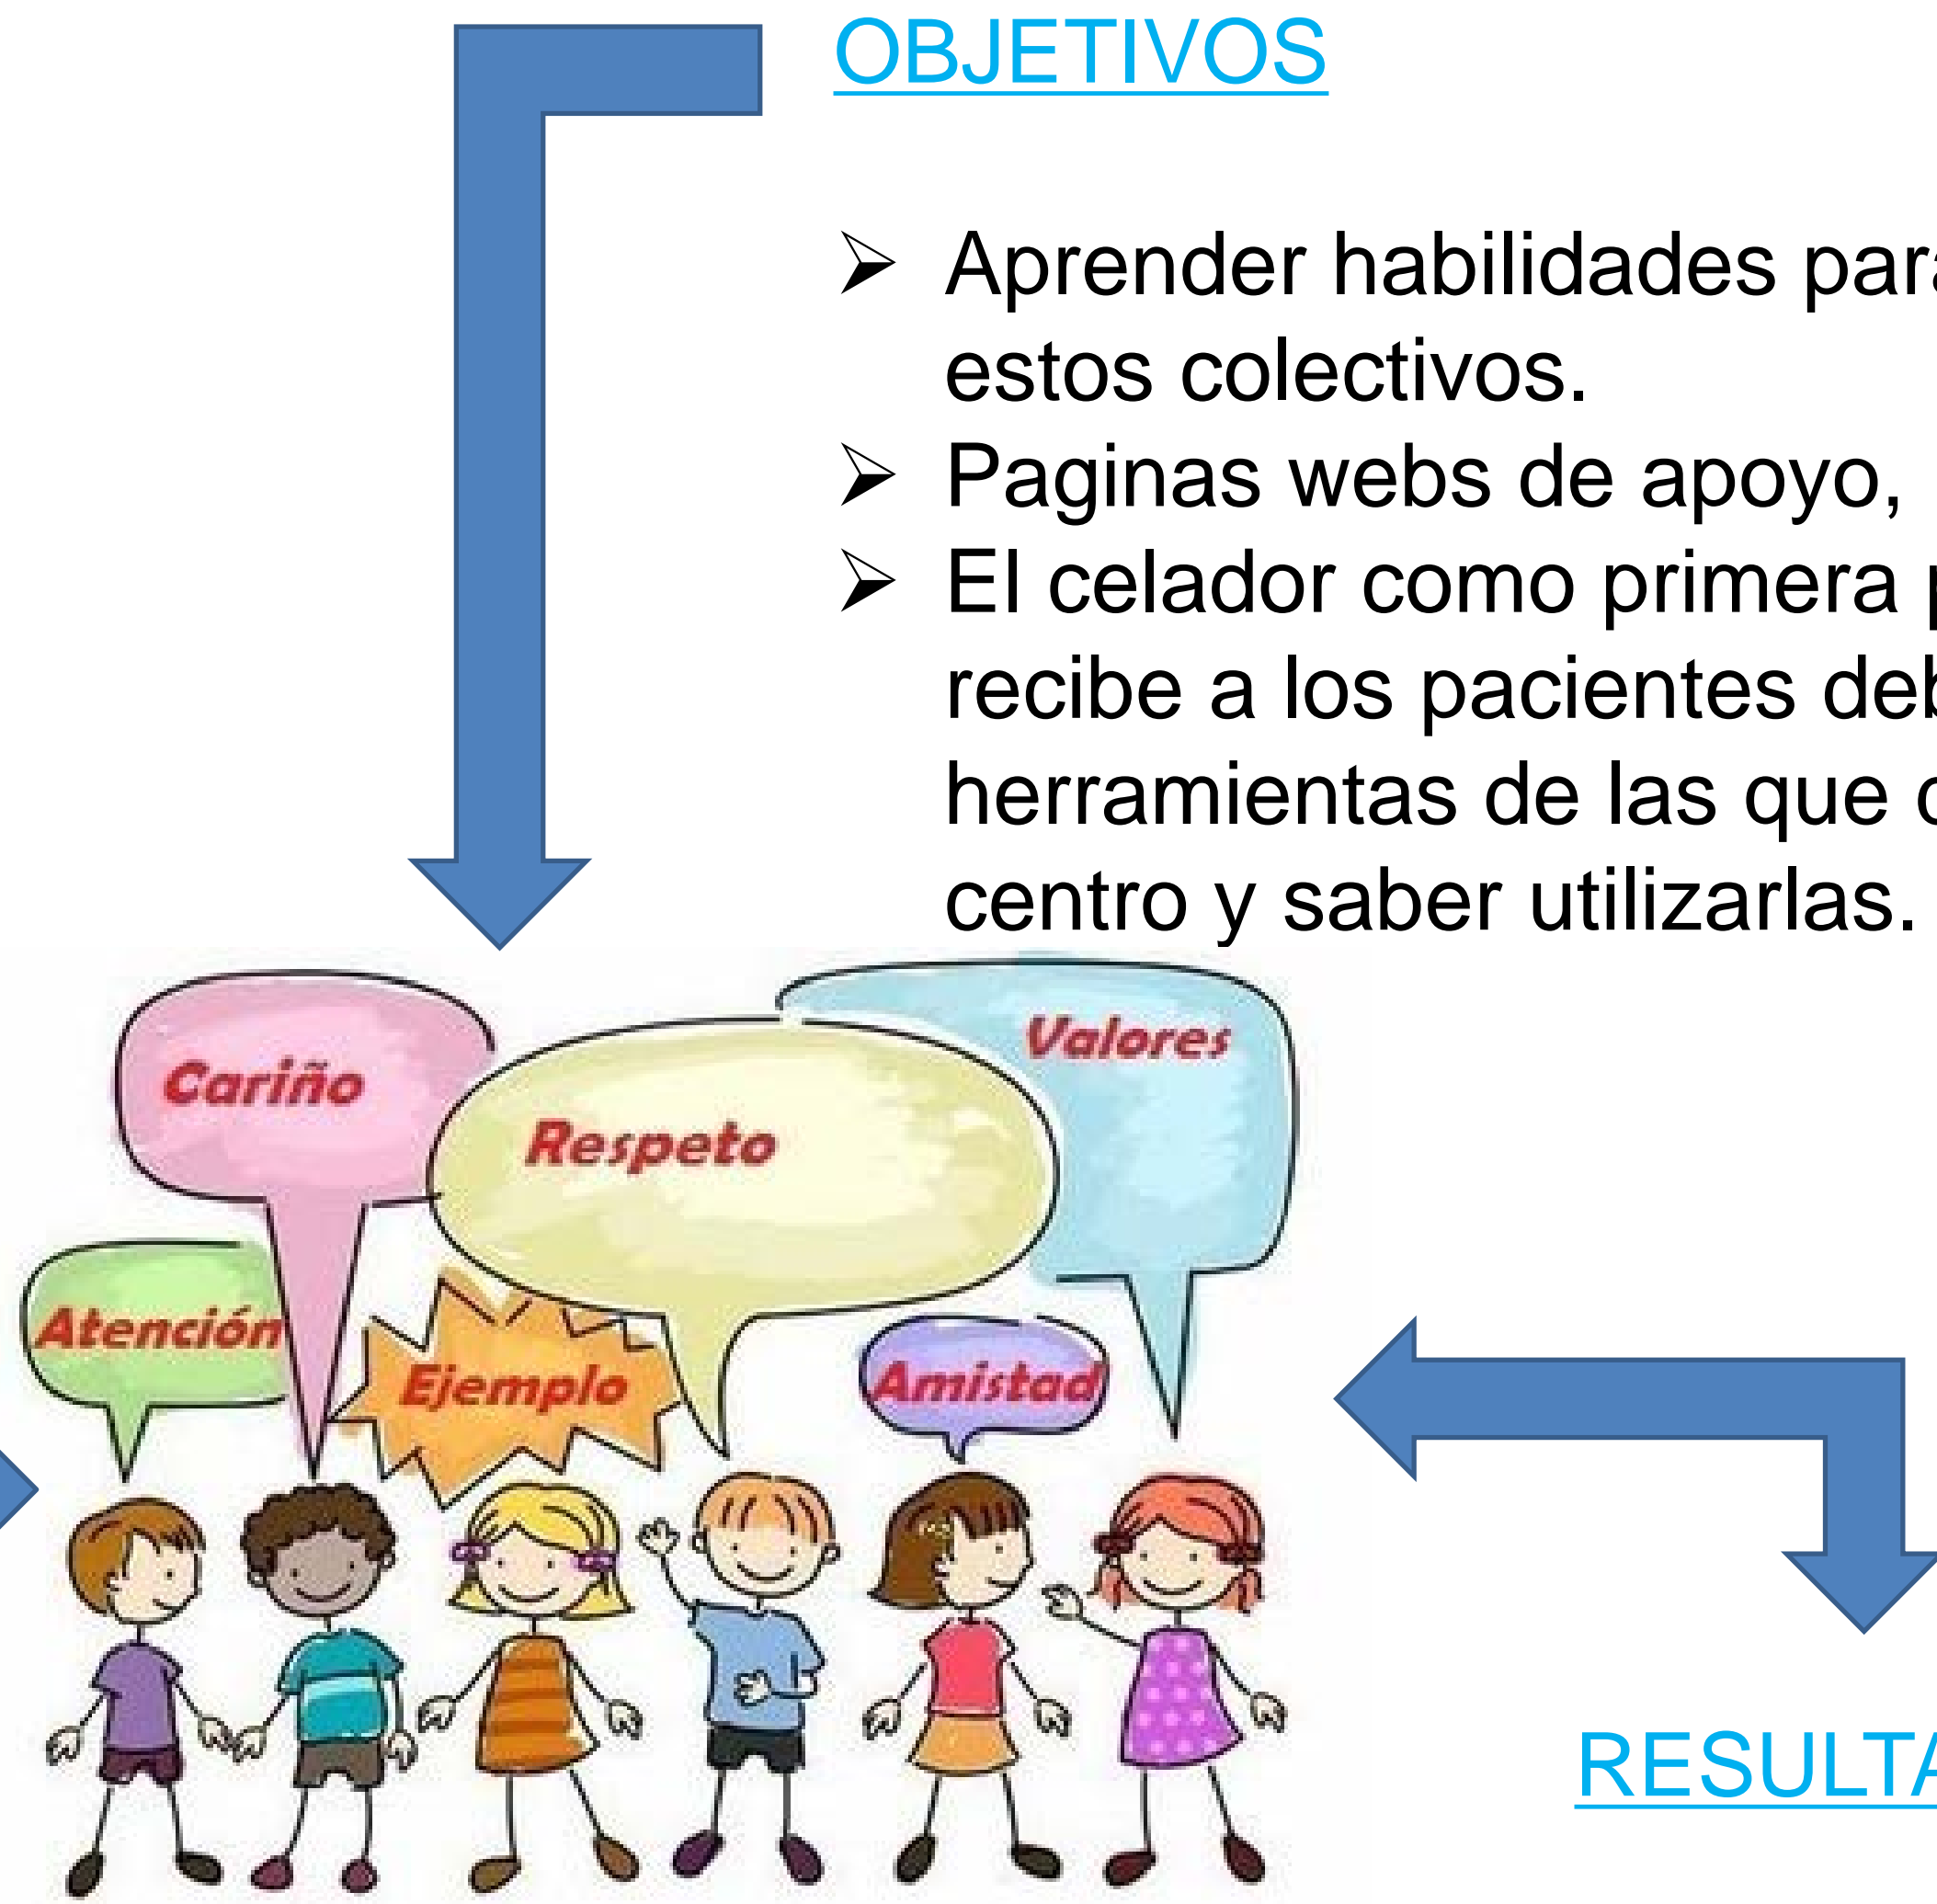 OBJETIVOS
➢ Aprender habilidades para
estos colectivos.
➢ Paginas webs de apoyo,
➢ El celador como primera
recibe a los pacientes
herramientas de las que
centro y saber utilizarlas.
Valores
Cariño
Respeto
Atención
Ejemplo
Amistad